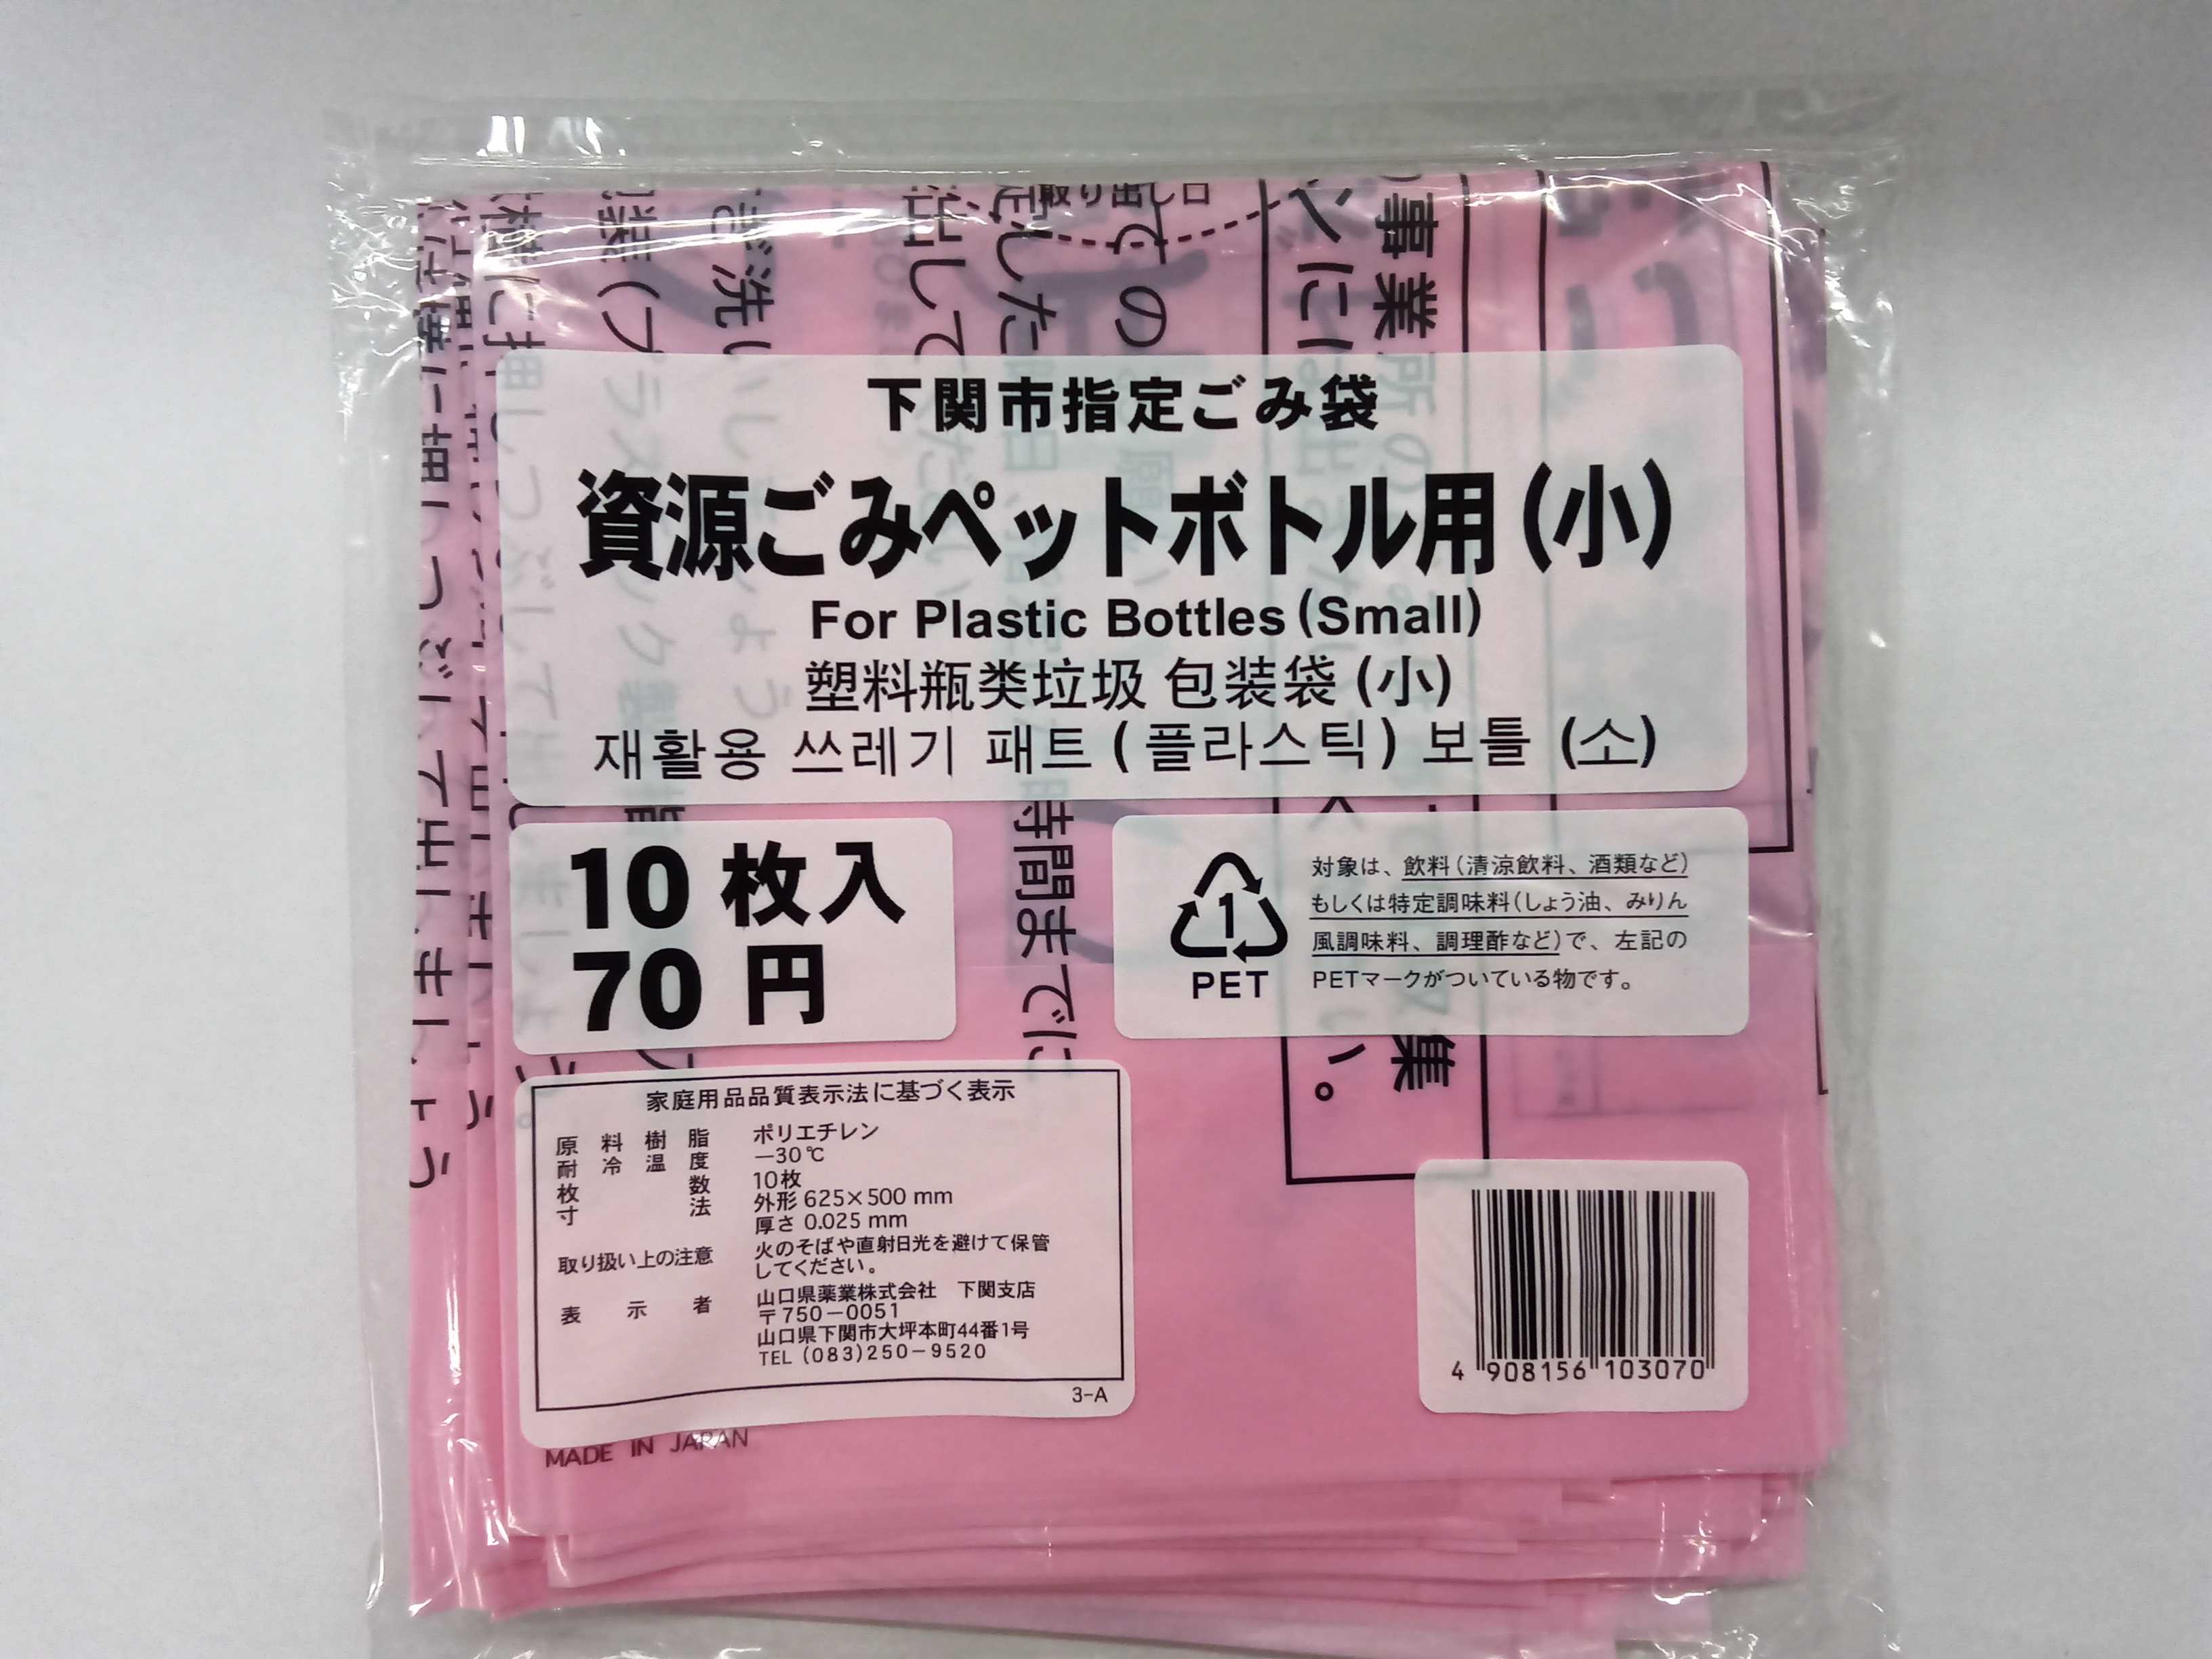 取り出し口
下関市指定ごみ袋
資源ごみペットボトル用(小)
For Plastic Bottles (Small)
塑料瓶类垃圾 包装袋 (小)
재활용 쓰레기 패트 ( 플라스틱) 보틀 (소)
10 枚入
70 円
1
PET
対象は、飲料(清涼飲料、酒類など)
もしくは特定調味料(しょう油、みりん
風調味料、調理酢など)で、左記の
PETマークがついている物です。
家庭用品品質表示法に基づく表示
原料樹脂 ポリエチレン
耐冷温度 −30℃
枚数 10枚
寸法 外形 625×500 mm
厚さ 0.025 mm
取り扱い上の注意 火のそばや直射日光を避けて保管
してください。
表示者 山口県薬業株式会社 下関支店
〒750−0051
山口県下関市大坪本町44番1号
TEL (083)250−9520
3-A
4 908156 103070
MADE IN JAPAN